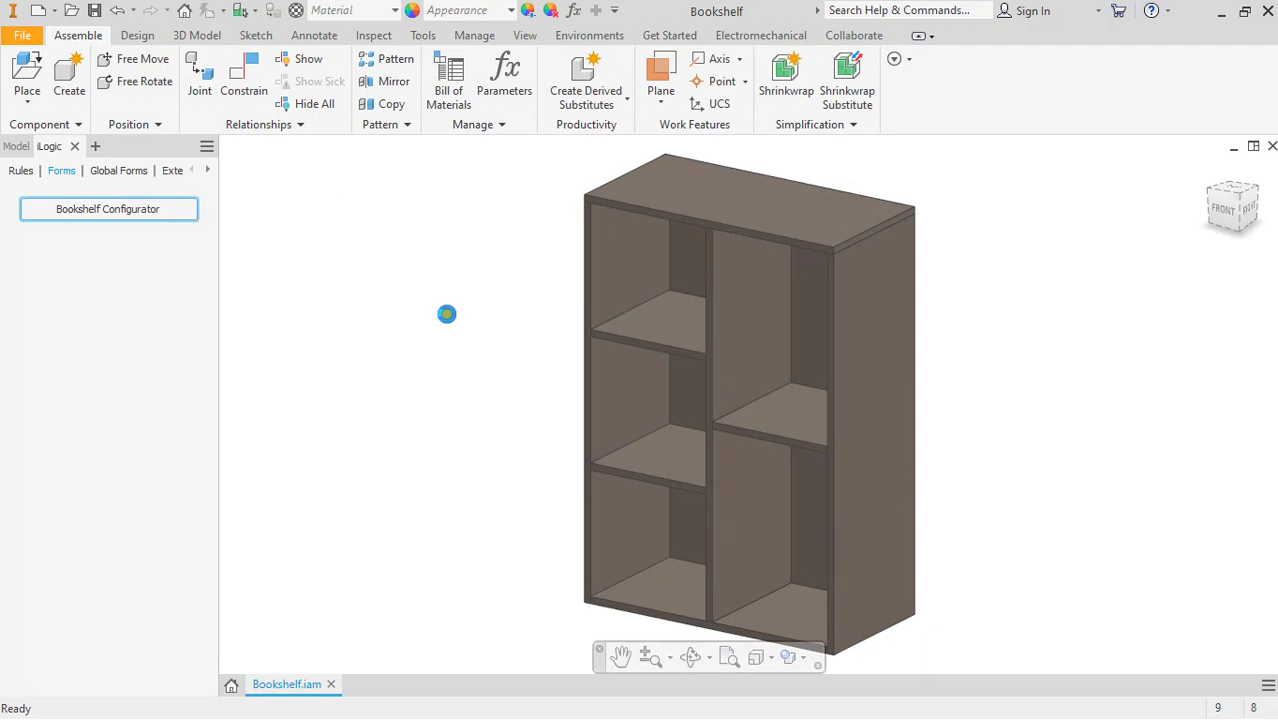 Material
Appearance
Bookshelf
Search Help & Commands...
Sign In
File
Assemble
Design
3D Model
Sketch
Annotate
Inspect
Tools
Manage
View
Environments
Get Started
Electromechanical
Collaborate
Place
Create
Free Move
Free Rotate
Component
Position
Joint
Constrain
Show
Show Sick
Hide All
Relationships
Pattern
Mirror
Copy
Pattern
Bill of
Materials
Parameters
Manage
Create Derived
Substitutes
Productivity
Plane
Axis
Point
UCS
Work Features
Shrinkwrap
Shrinkwrap
Substitute
Simplification
Model
iLogic
Rules
Forms
Global Forms
Exte
Bookshelf Configurator
FRONT
RIGHT
Bookshelf.iam
Ready
9
8